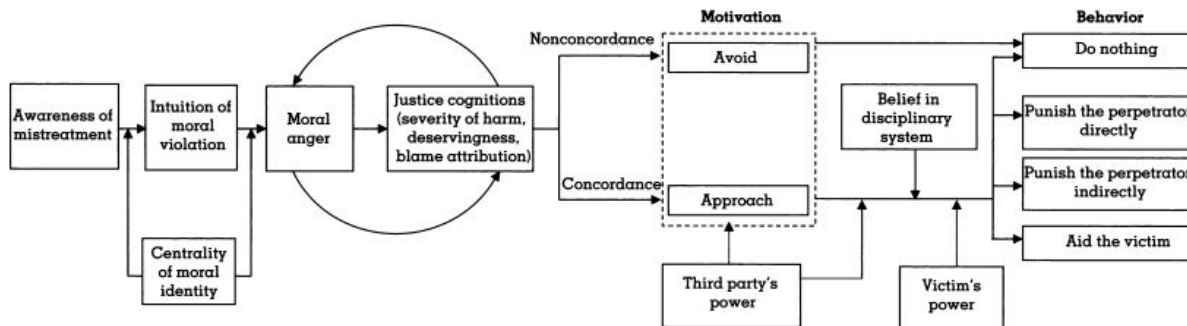 Motivation
Behavior
Nonconcordance
Avoid
Do nothing
Awareness of
mistreatment
Intuition of
moral
violation
Moral
anger
Justice cognitions
(severity of harm,
deservingness,
blame attribution)
Belief in
disciplinary
system
Punish the perpetrator
directly
Concordance
Approach
Punish the perpetrator
indirectly
Centrality
of moral
identity
Aid the victim
Third party's
power
Victim's
power